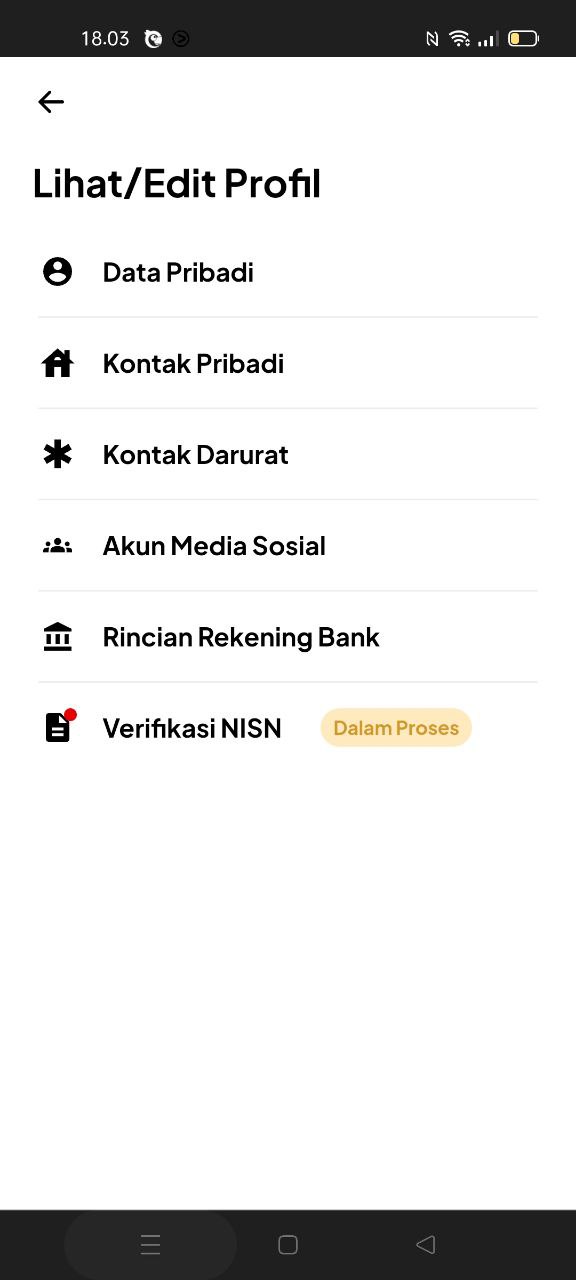 18.03
Lihat/Edit Profil
Data Pribadi
Kontak Pribadi
Kontak Darurat
Akun Media Sosial
Rincian Rekening Bank
Verifikasi NISN Dalam Proses